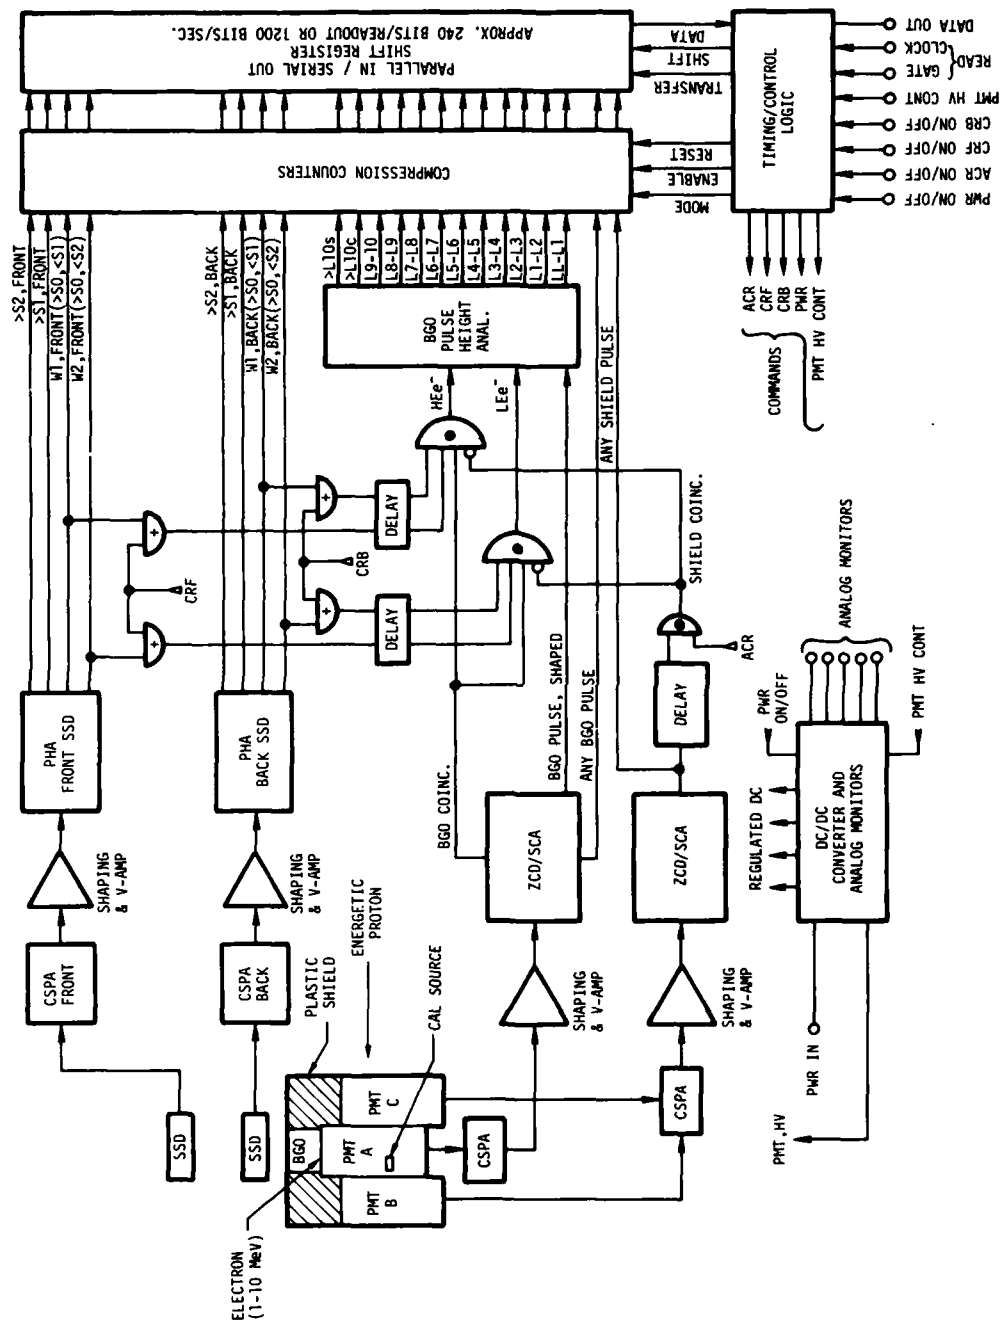 SSD
CSPA
FRONT
SHAPING
& V-AMP
PHA
FRONT SSD
>S2,FRONT
>S1,FRONT
W1,FRONT(>S0,<S1)
W2,FRONT(>S0,<S2)
CRF
SSD
CSPA
BACK
SHAPING
& V-AMP
PHA
BACK SSD
>S2,BACK
>S1,BACK
W1,BACK(>S0,<S1)
W2,BACK(>S0,<S2)
+
+
+
+
CRB
DELAY
DELAY
ELECTRON
(1-10 MeV)
BGO
PMT
A
PMT
B
PMT
C
PLASTIC
SHIELD
ENERGETIC
PROTON
CAL SOURCE
CSPA
SHAPING
& V-AMP
ZCD/SCA
BGO COINC.
BGO PULSE, SHAPED
ANY BGO PULSE
HEe-
LEe-
BGO
PULSE
HEIGHT
ANAL.
>L10s
>L10c
L9-10
L8-L9
L7-L8
L6-L7
L5-L6
L4-L5
L3-L4
L2-L3
L1-L2
LL-L1
CSPA
SHAPING
& V-AMP
ZCD/SCA
DELAY
ACR
SHIELD COINC.
ANY SHIELD PULSE
COMPRESSION COUNTERS
PARALLEL IN / SERIAL OUT
SHIFT REGISTER
APPROX. 240 BITS/READOUT OR 1200 BITS/SEC.
MODE
ENABLE
RESET
TRANSFER
SHIFT
DATA
TIMING/CONTROL
LOGIC
ACR
CRF
CRB
PWR
PMT HV CONT
COMMANDS
PWR ON/OFF
ACR ON/OFF
CRF ON/OFF
CRB ON/OFF
PMT HV CONT
GATE
CLOCK
READ
DATA OUT
PWR IN
PMT,HV
DC/DC
CONVERTER AND
ANALOG MONITORS
REGULATED DC
PWR
ON/OFF
ANALOG MONITORS
PMT HV CONT